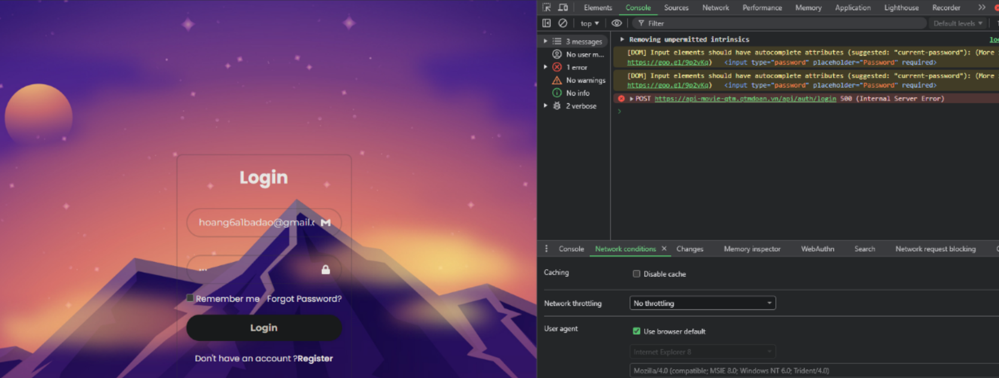 Login
hoang6a1badao@gmail.c
Remember me Forgot Password?
Login
Don't have an account ?Register
Elements Console Sources Network Performance Memory Application Lighthouse Recorder
top Filter Default levels
3 messages
No user m...
1 error
No warnings
No info
2 verbose
Removing unpermitted intrinsics
[DOM] Input elements should have autocomplete attributes (suggested: "current-password"): (More
https://goo.gl/9p2vKq) <input type="password" placeholder="Password" required>
[DOM] Input elements should have autocomplete attributes (suggested: "current-password"): (More
https://goo.gl/9p2vKq) <input type="password" placeholder="Password" required>
POST https://api-movie-qtm.qtmdoan.vn/api/auth/login 500 (Internal Server Error)
Console Network conditions Changes Memory inspector WebAuthn Search Network request blocking
Caching Disable cache
Network throttling No throttling
User agent Use browser default
Internet Explorer 8
Mozilla/4.0 (compatible; MSIE 8.0; Windows NT 6.0; Trident/4.0)